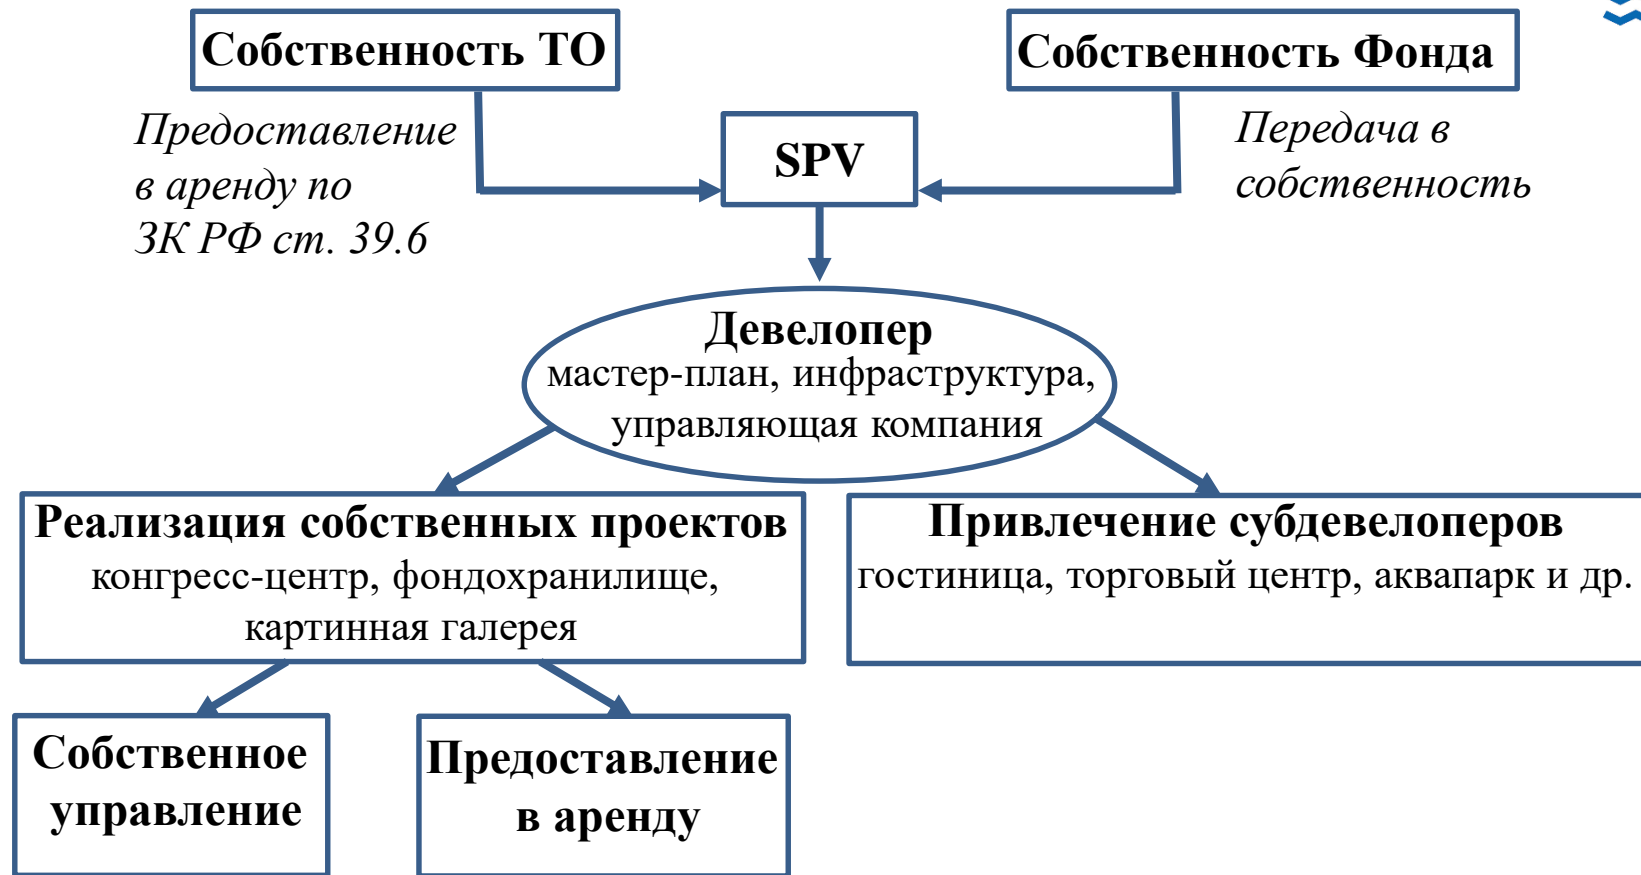 Собственность ТО
Собственность Фонда
Предоставление
в аренду по
ЗК РФ ст. 39.6
SPV
Передача в
собственность
Девелопер
мастер-план, инфраструктура,
управляющая компания
Реализация собственных проектов
конгресс-центр, фондохранилище,
картинная галерея
Привлечение субдевелоперов
гостиница, торговый центр, аквапарк и др.
Собственное
управление
Предоставление
в аренду